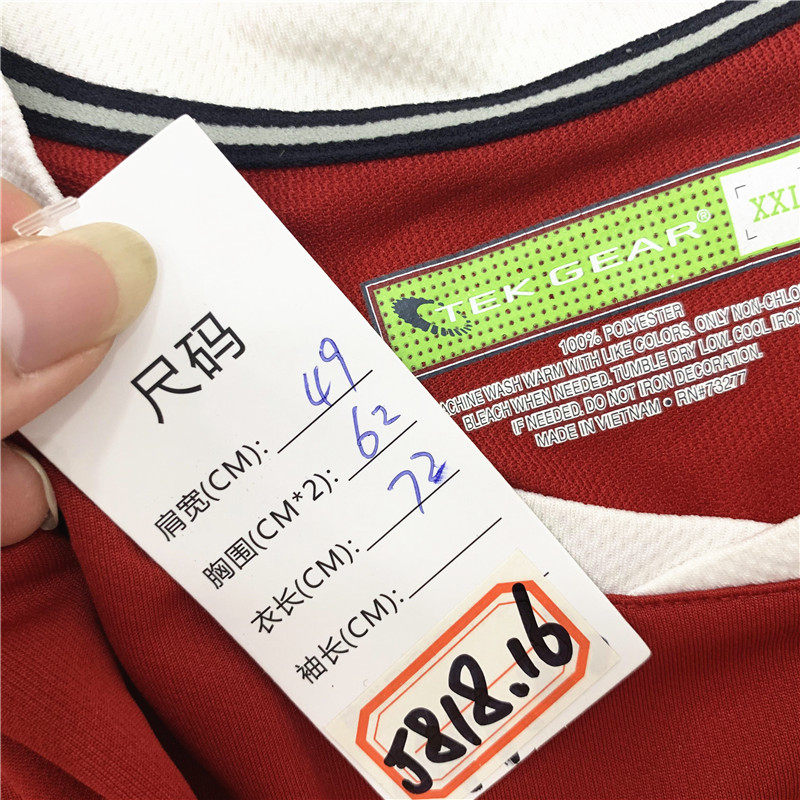 尺码
肩宽(CM): 49
胸围(CM*2): 62
衣长(CM): 72
袖长(CM):
J818.16
TEK GEAR®
100% POLYESTER
MACHINE WASH WARM WITH LIKE COLORS. ONLY NON-CHLO
BLEACH WHEN NEEDED. TUMBLE DRY LOW. COOL IRON
IF NEEDED. DO NOT IRON DECORATION.
MADE IN VIETNAM • RN#73277